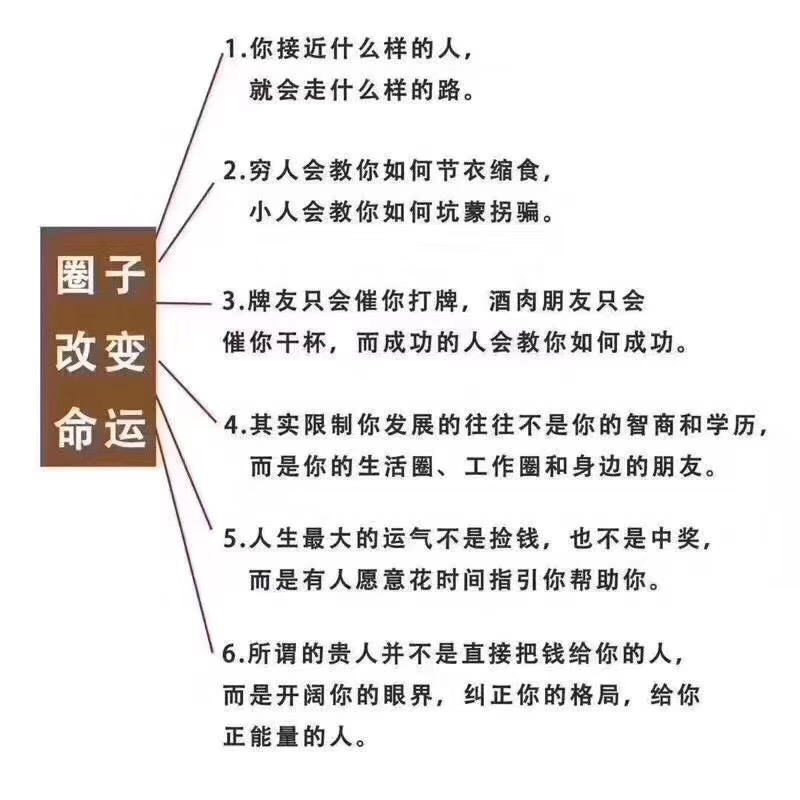 圈子
改变
命运
1.你接近什么样的人，
就会走什么样的路。
2.穷人会教你如何节衣缩食，
小人会教你如何坑蒙拐骗。
3.牌友只会催你打牌，酒肉朋友只会
催你干杯，而成功的人会教你如何成功。
4.其实限制你发展的往往不是你的智商和学历，
而是你的生活圈、工作圈和身边的朋友。
5.人生最大的运气不是捡钱，也不是中奖，
而是有人愿意花时间指引你帮助你。
6.所谓的贵人并不是直接把钱给你的人，
而是开阔你的眼界，纠正你的格局，给你
正能量的人。